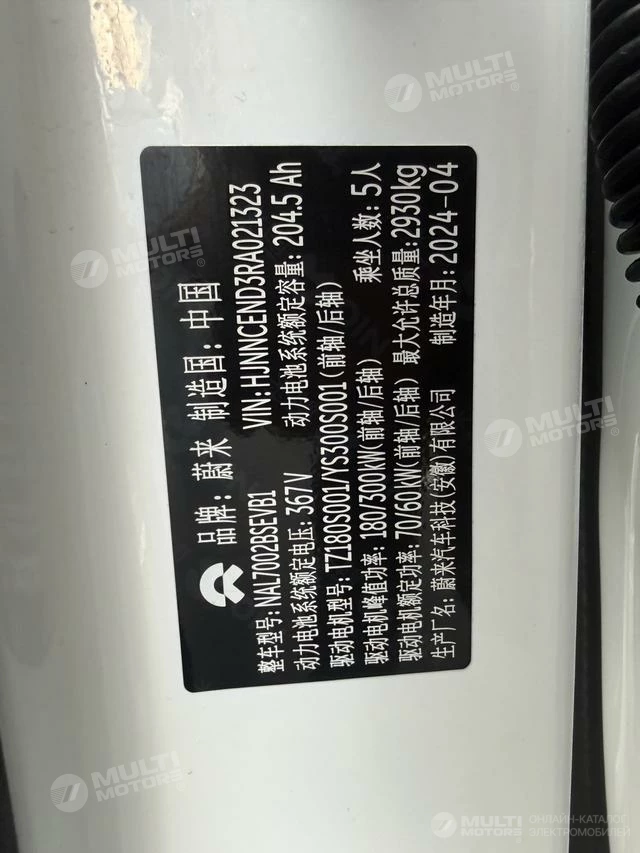 品牌：蔚来 制造国：中国
整车型号：NAL7002BSEVB1 VIN：HJNNCEND3RA021323
动力电池系统额定电压：367V 动力电池系统额定容量：204.5 Ah
驱动电机型号：TZ180S001/YS300S001（前轴/后轴）
驱动电机峰值功率：180/300kW(前轴/后轴) 乘坐人数：5人
驱动电机额定功率：70/60kW(前轴/后轴) 最大允许总质量：2930kg
生产厂名：蔚来汽车科技(安徽)有限公司 制造年月：2024-04
MULTI MOTORS®
MULTI MOTORS®
MULTI MOTORS®
MULTI MOTORS®
MULTI MOTORS ОНЛАЙН-КАТАЛОГ ЭЛЕКТРОМОБИЛЕЙ